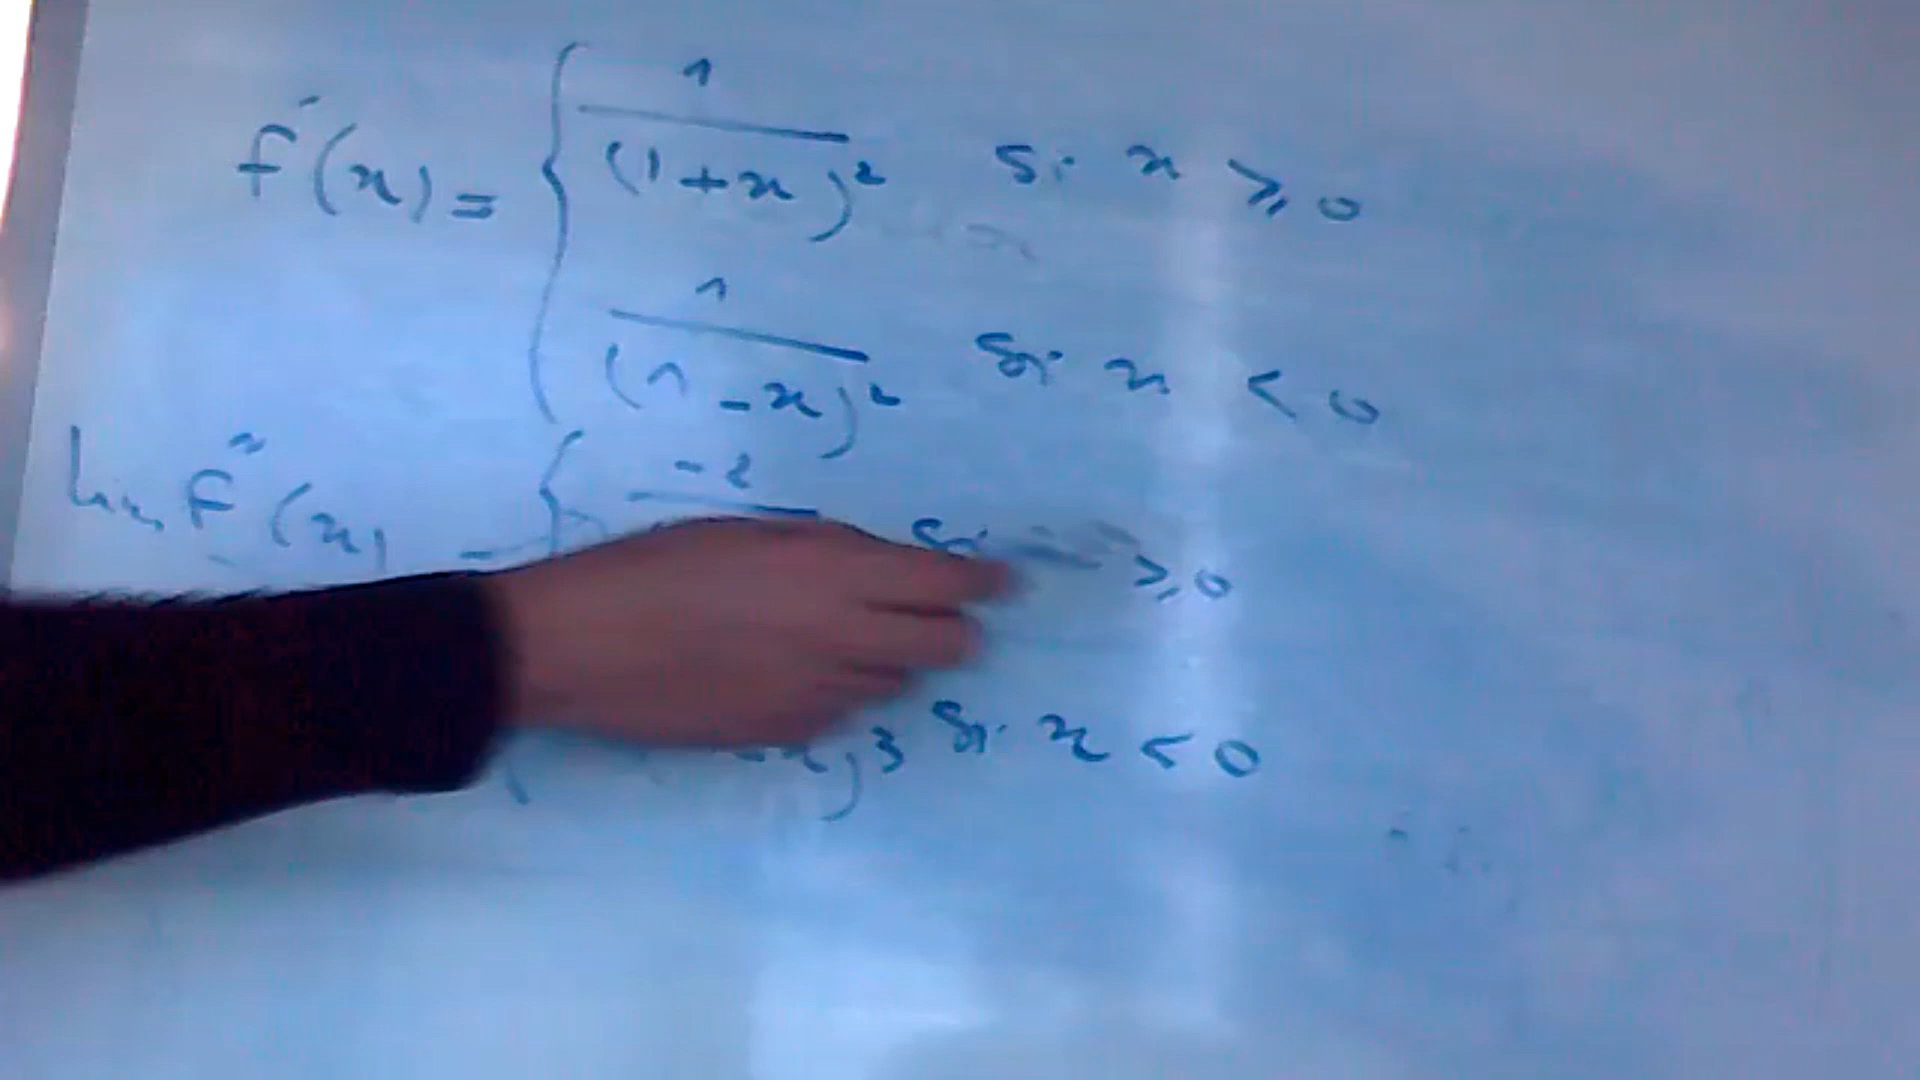 f'(x) = { 1 / (1+x)² si x ⩾ 0
1 / (1-x)² si x < 0
lim f''(x) = { -2 si ⩾ 0
-x)3 si x < 0